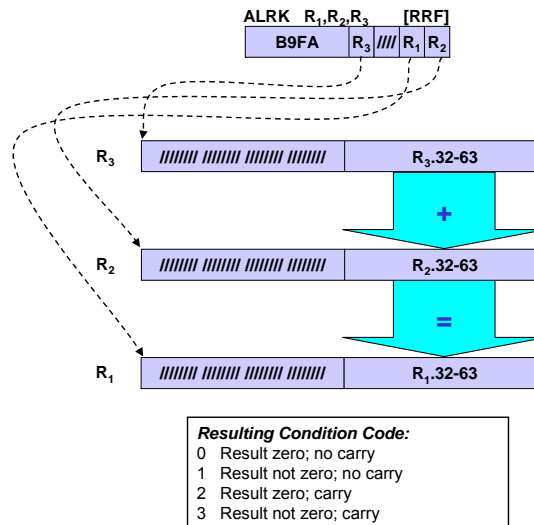 ALRK R1,R2,R3 [RRF]
B9FA R3 //// R1 R2
R3 //////// //////// //////// //////// R3.32-63
+
R2 //////// //////// //////// //////// R2.32-63
=
R1 //////// //////// //////// //////// R1.32-63
Resulting Condition Code:
0 Result zero; no carry
1 Result not zero; no carry
2 Result zero; carry
3 Result not zero; carry